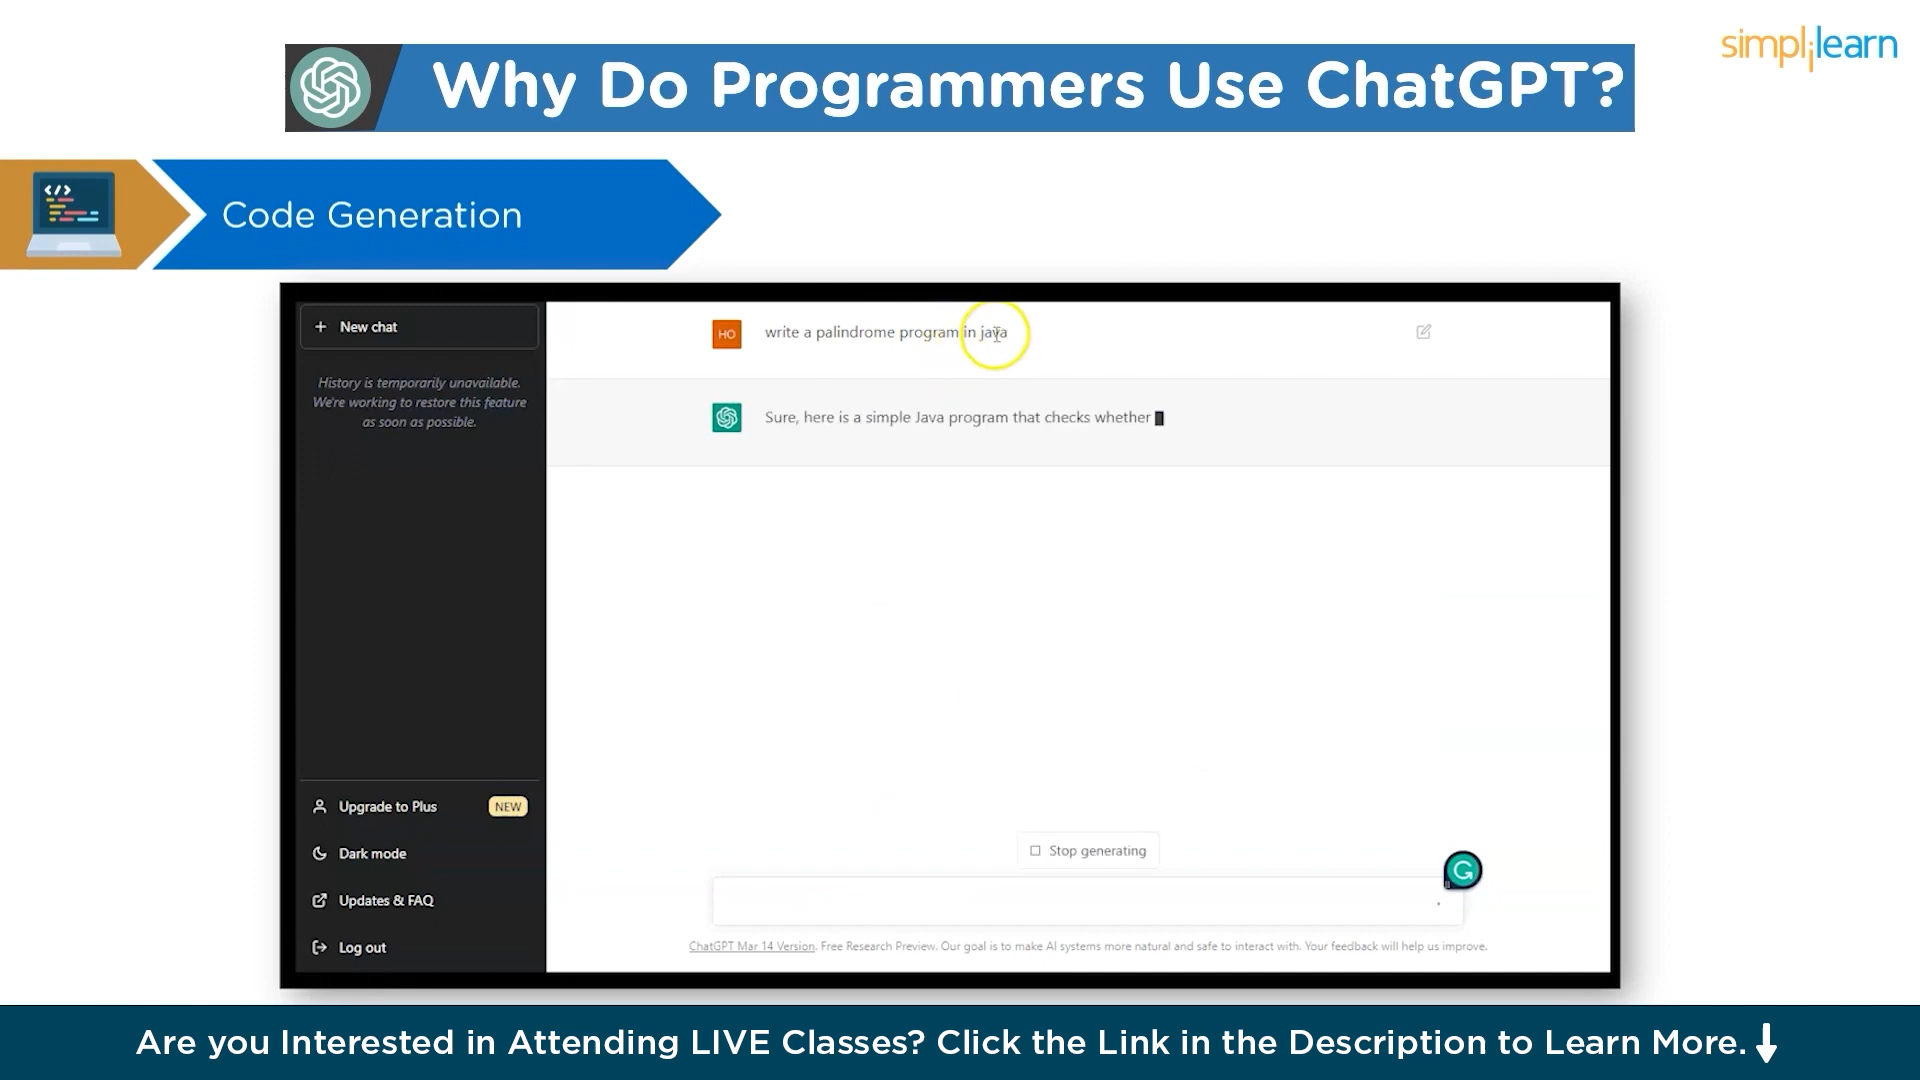 simplilearn
Why Do Programmers Use ChatGPT?
</>
Code Generation
+ New chat
History is temporarily unavailable.
We're working to restore this feature
as soon as possible.
HO
write a palindrome program in java
Sure, here is a simple Java program that checks whether
Upgrade to Plus NEW
Dark mode
Updates & FAQ
Log out
Stop generating
G
ChatGPT Mar 14 Version. Free Research Preview. Our goal is to make AI systems more natural and safe to interact with. Your feedback will help us improve.
Are you Interested in Attending LIVE Classes? Click the Link in the Description to Learn More.